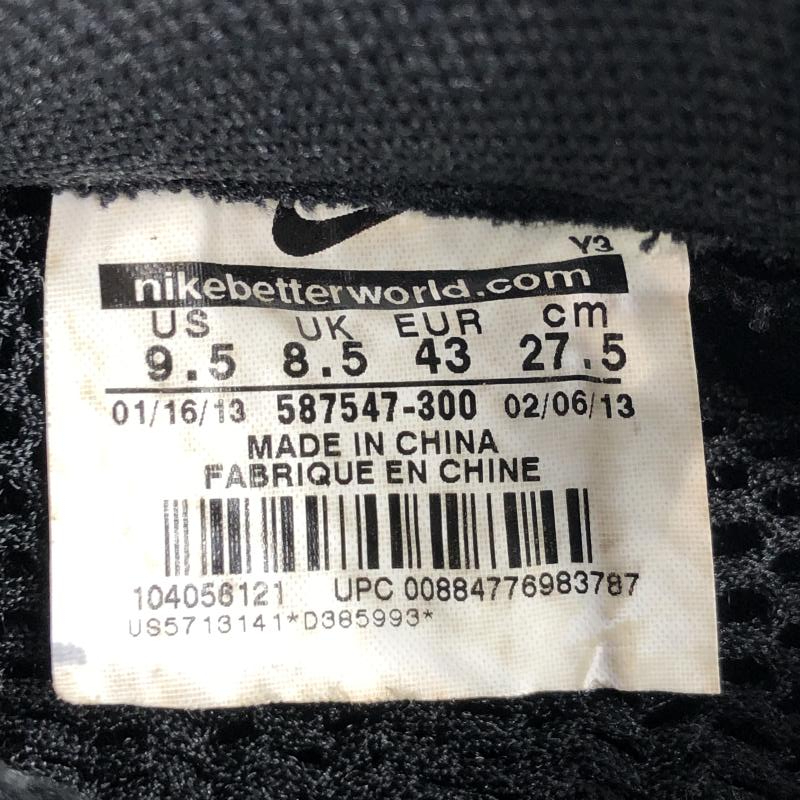 Y3
nikebetterworld.com
US UK EUR cm
9.5 8.5 43 27.5
01/16/13 587547-300 02/06/13
MADE IN CHINA
FABRIQUE EN CHINE
104056121 UPC 00884776983787
US5713141*D385993*